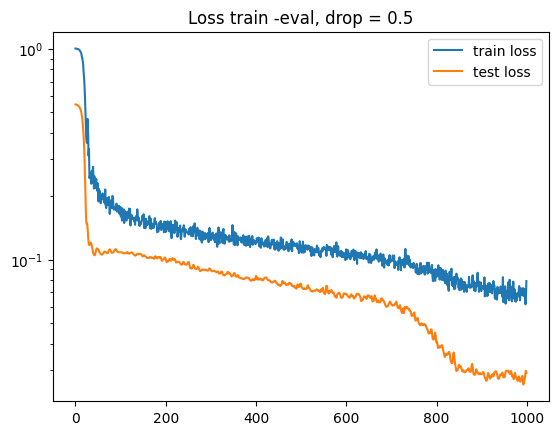 Loss train -eval, drop = 0.5
train loss
test loss
10⁰
10⁻¹
0 200 400 600 800 1000